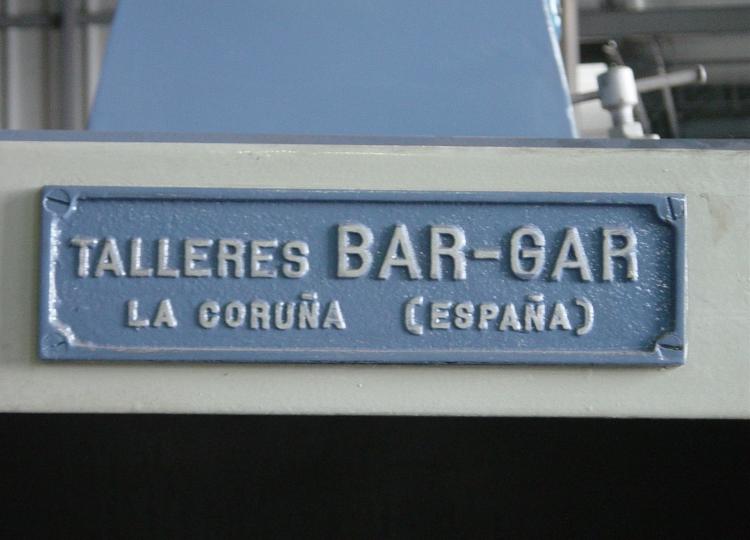 TALLERES BAR-GAR
LA CORUÑA (ESPAÑA)